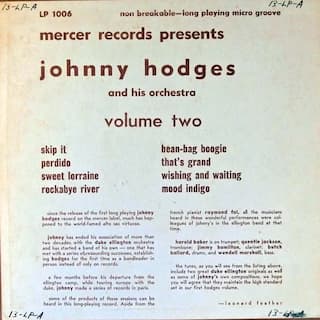 13-LP-A
13-LP-A
LP 1006
non breakable—long playing micro groove
mercer records presents
johnny hodges
and his orchestra
volume two
skip it
perdido
sweet lorraine
rockabye river
bean-bag boogie
that's grand
wishing and waiting
mood indigo
since the release of the first long playing johnny
hodges record on the mercer label, much has hap-
pened to the world-famed alto sax virtuoso.
johnny has ended his association of more than
two decades with the duke ellington orchestra
and has started a band of his own — one that has
met with a series of outstanding successes, establish-
ing hodges for the first time as a bandleader in
person instead of only on records.
a few months before his departure from the
ellington camp, while touring europe with the
duke, johnny made a series of records in paris.
some of the products of those sessions can be
heard in this long-playing record. Aside from the
french pianist raymond fol, all the musicians
heard in these wonderful performances were col-
leagues of johnny's in the ellington band at that
time.
harold baker is on trumpet, quentin jackson,
trombone; jimmy hamilton, clarinet; butch
ballard, drums, and wendell marshall, bass.
the tunes, as you will see from listing above,
include two great duke ellington originals as well
as some of johnny's own compositions. we hope
you will agree that they maintain the high standard
set in our first hodges volume.
—leonard feather
13-LP-A
13-LP-A